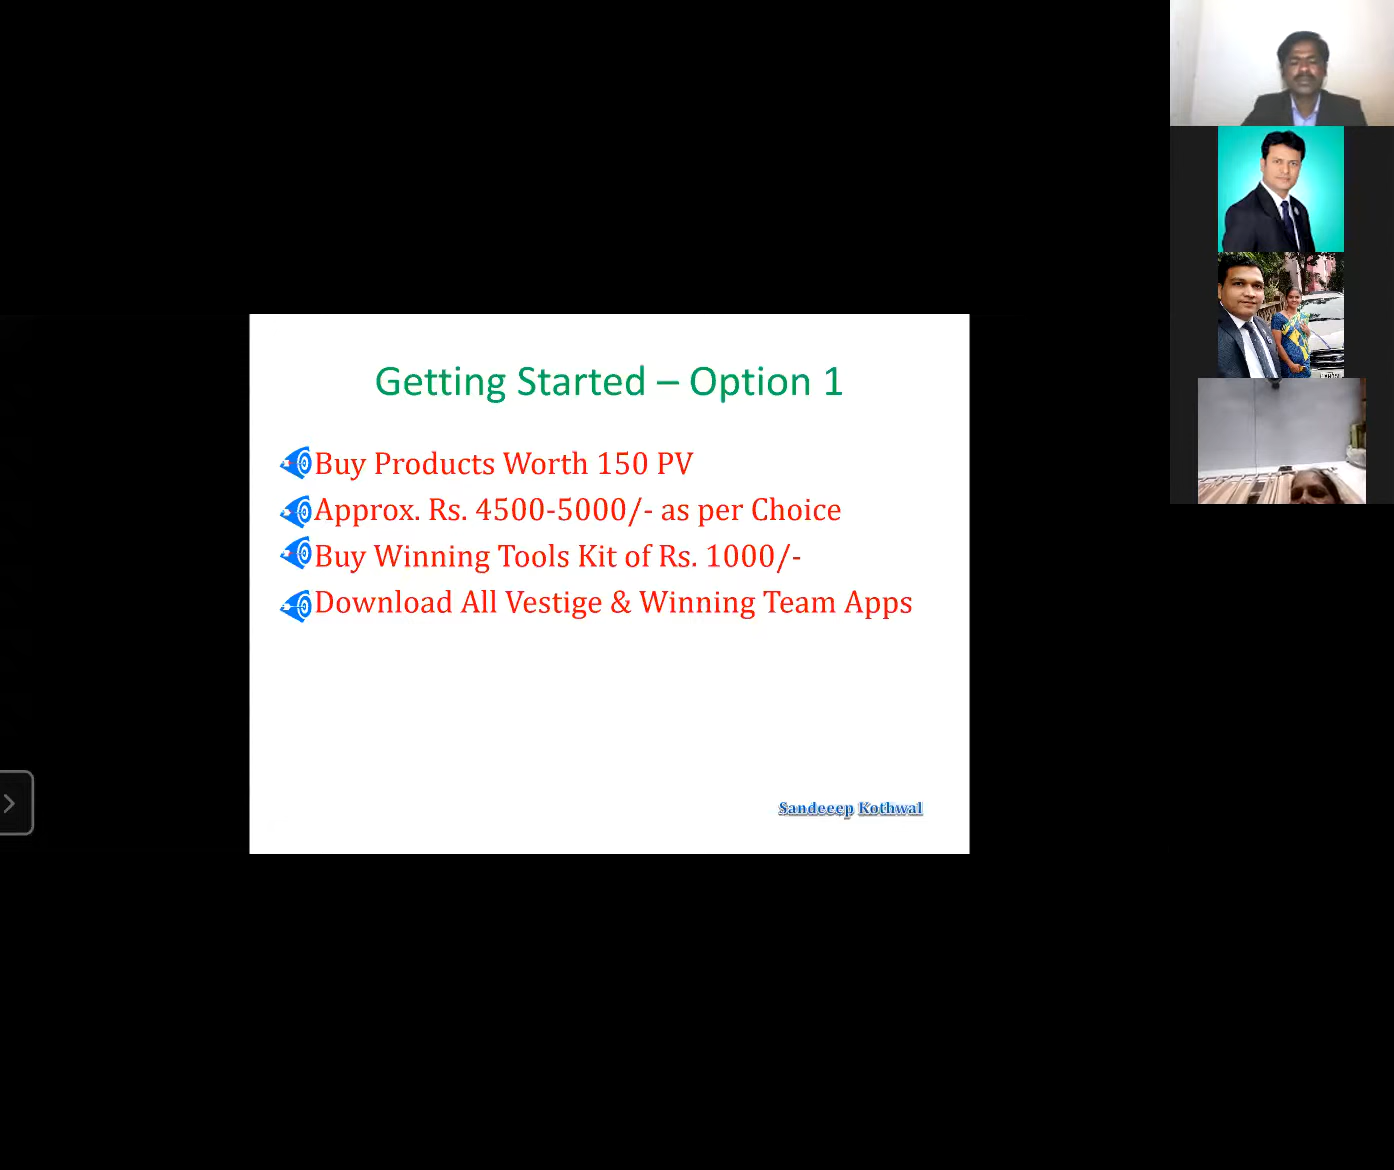 Getting Started – Option 1
Buy Products Worth 150 PV
Approx. Rs. 4500-5000/- as per Choice
Buy Winning Tools Kit of Rs. 1000/-
Download All Vestige & Winning Team Apps
Sandeeep Kothwal